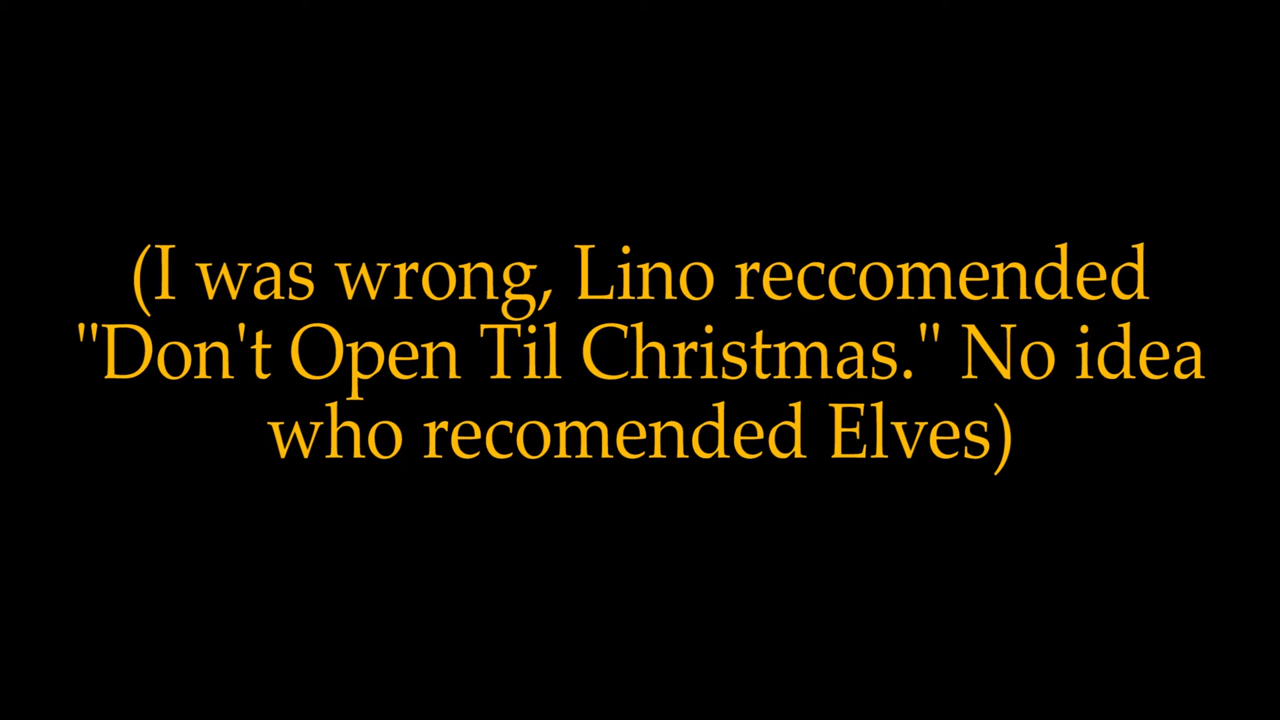 (I was wrong, Lino reccomended
"Don't Open Til Christmas." No idea
who recomended Elves)